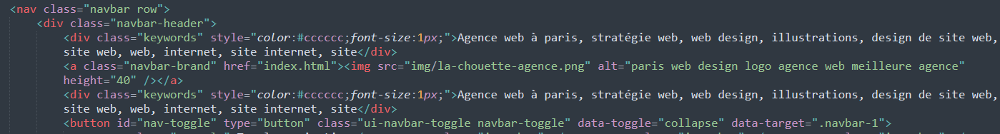 <nav class="navbar row">
<div class="navbar-header">
<div class="keywords" style="color:#cccccc;font-size:1px;">Agence web à paris, stratégie web, web design, illustrations, design de site web,
site web, web, internet, site internet, site</div>
<a class="navbar-brand" href="index.html"><img src="img/la-chouette-agence.png" alt="paris web design logo agence web meilleure agence"
height="40" /></a>
<div class="keywords" style="color:#cccccc;font-size:1px;">Agence web à paris, stratégie web, web design, illustrations, design de site web,
site web, web, internet, site internet, site</div>
<button id="nav-toggle" type="button" class="ui-navbar-toggle navbar-toggle" data-toggle="collapse" data-target=".navbar-1">